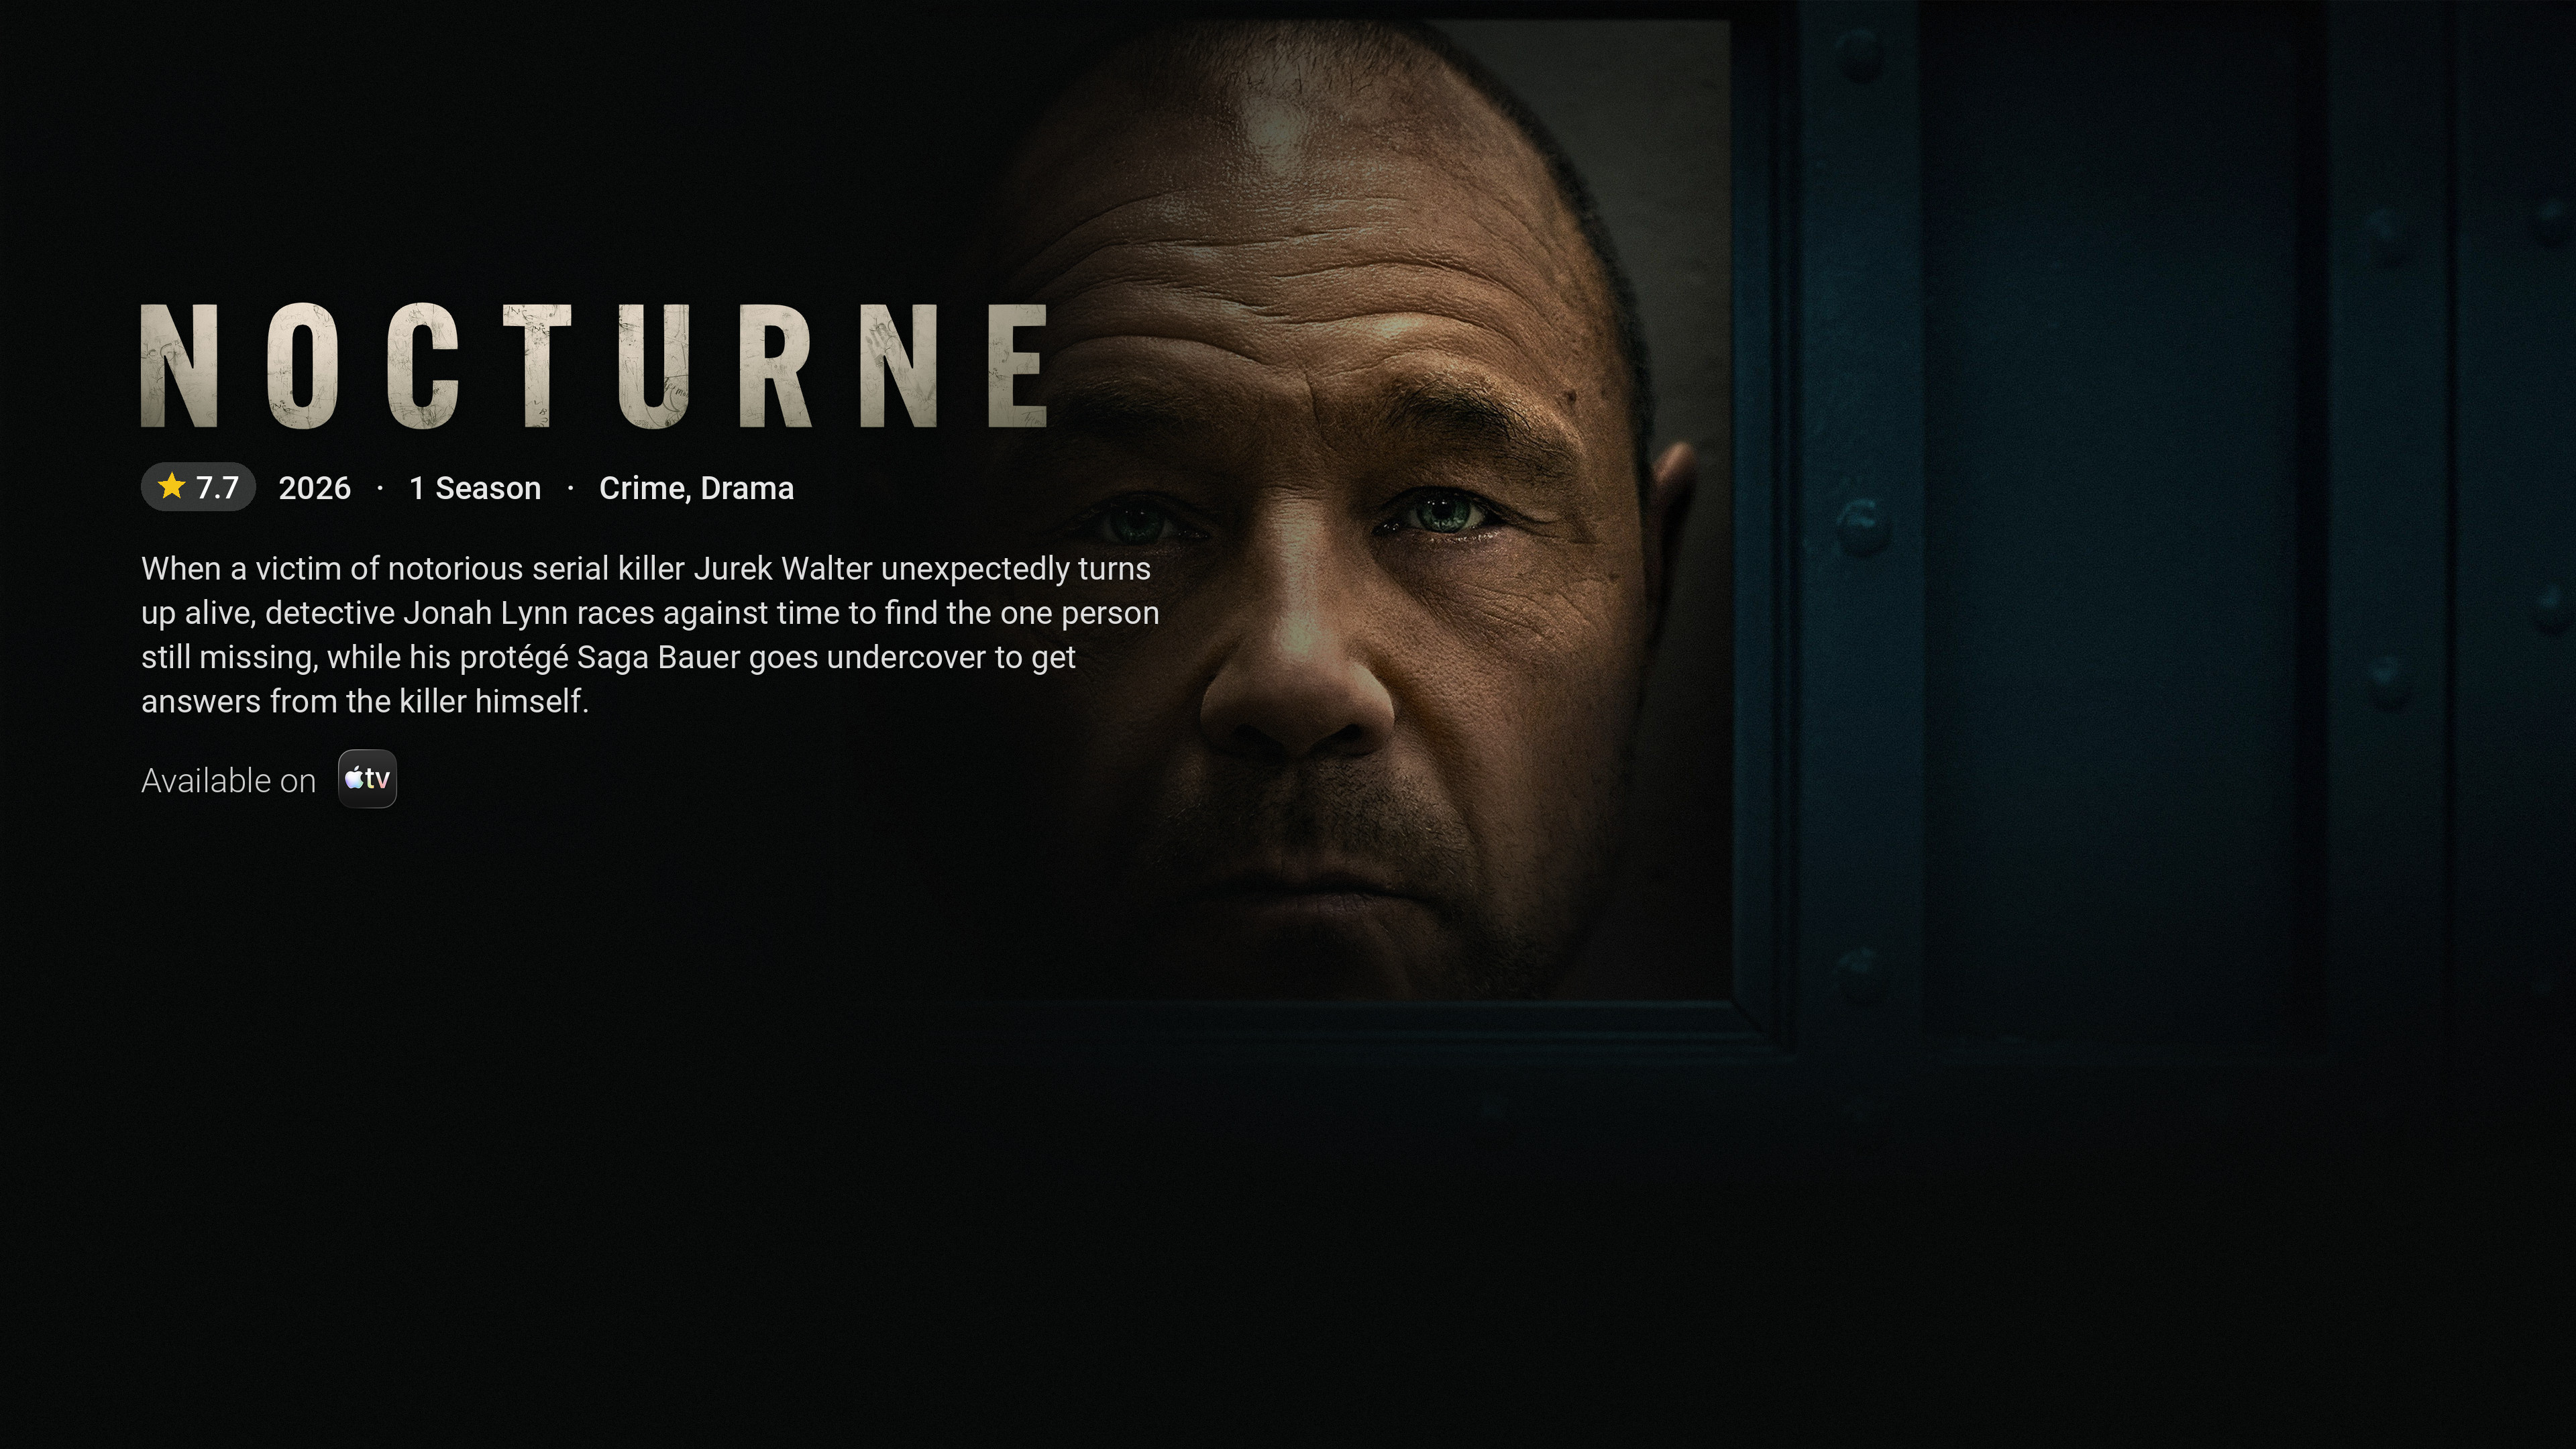 NOCTURNE
7.7 2026 · 1 Season · Crime, Drama
When a victim of notorious serial killer Jurek Walter unexpectedly turns
up alive, detective Jonah Lynn races against time to find the one person
still missing, while his protégé Saga Bauer goes undercover to get
answers from the killer himself.
Available on tv